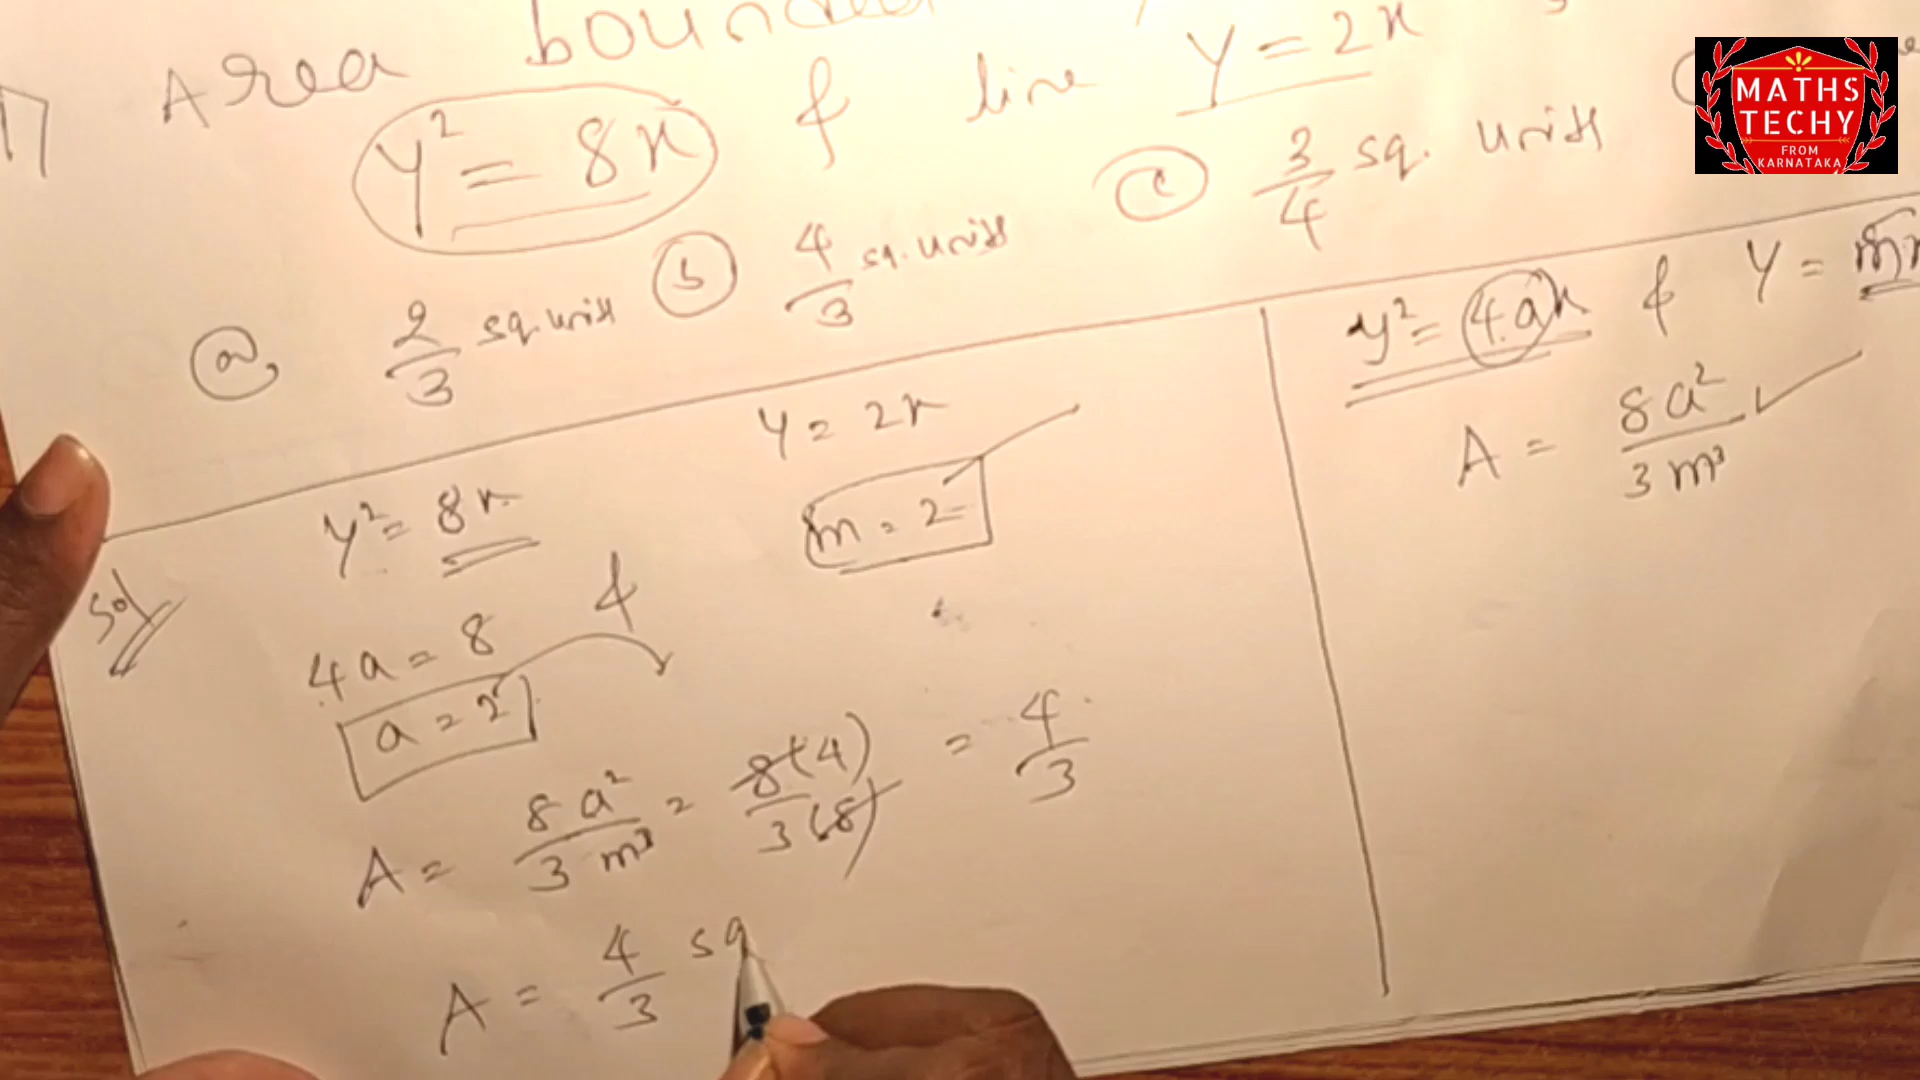 1] Area bounded
y² = 8x & line y = 2x
ⓐ 2/3 sq. units ⓑ 4/3 sq. units ⓒ 3/4 sq. units
MATHS
TECHY
FROM
KARNATAKA
Sol
y² = 8x & y = 2x
m = 2
4a = 8
a = 2
A = 8a²/3m³ = 8(4)/3(8) = 4/3
A = 4/3 sq
y² = 4ax & y = mx
A = 8a²/3m³ ✓